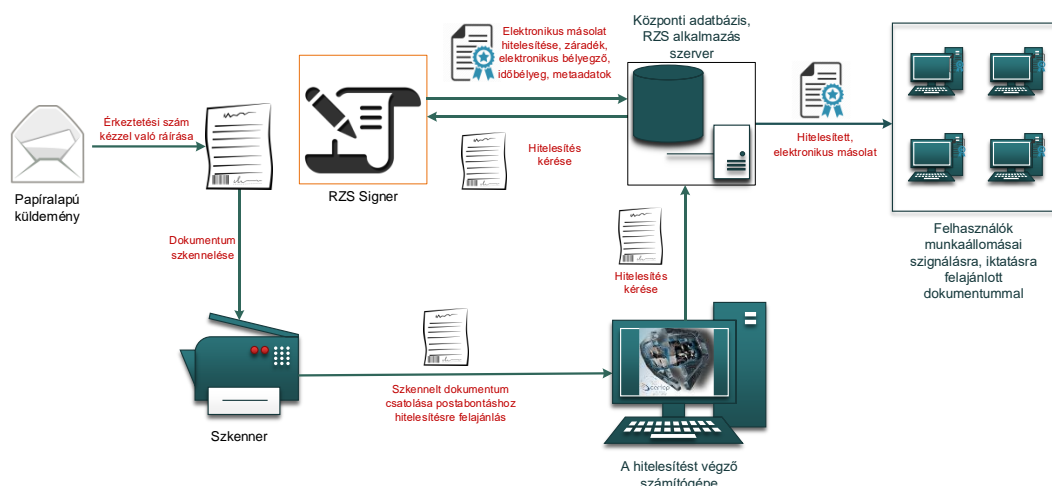 Papíralapú
küldemény
Érkeztetési szám
kézzel való ráírása
Dokumentum
szkennelése
Szkenner
Szkennelt dokumentum
csatolása postabontáshoz
hitelesítésre felajánlás
A hitelesítést végző
számítógépe
Hitelesítés
kérése
Központi adatbázis,
RZS alkalmazás
szerver
Hitelesítés
kérése
RZS Signer
Elektronikus másolat
hitelesítése, záradék,
elektronikus bélyegző,
időbélyeg, metaadatok
Hitelesített,
elektronikus másolat
Felhasználók
munkaállomásai
szignálásra, iktatásra
felajánlott
dokumentummal